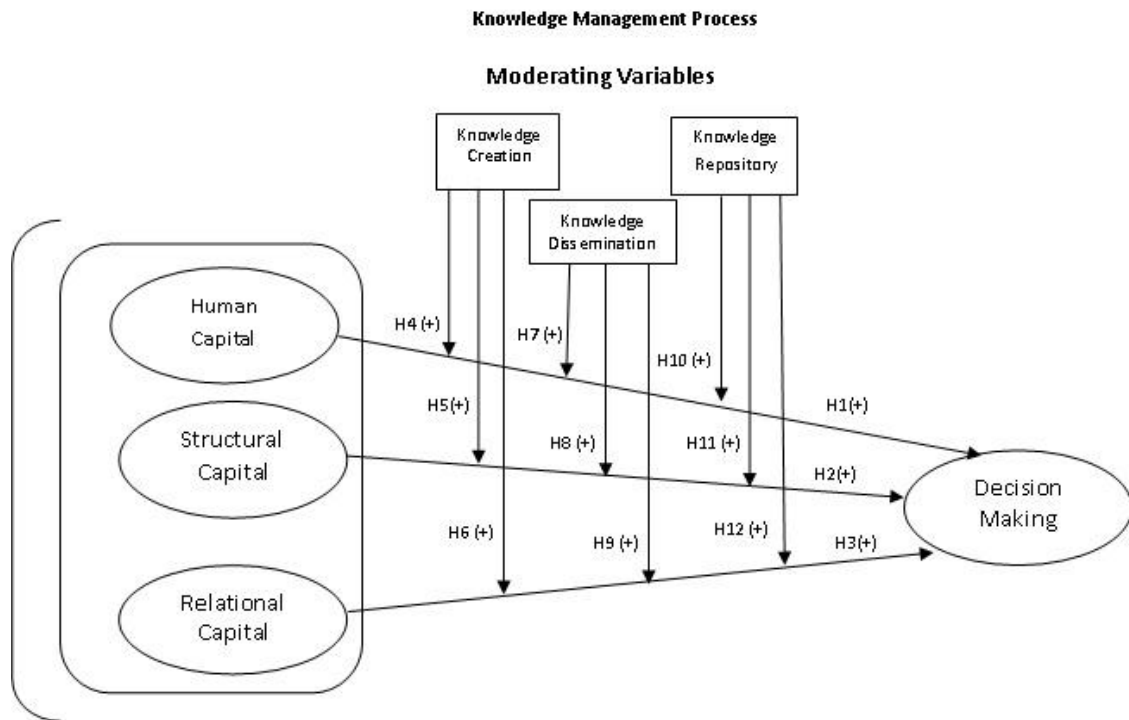 Knowledge Management Process
Moderating Variables
Knowledge
Creation
Knowledge
Repository
Knowledge
Dissemination
Human
Capital
H4 (+)
H7 (+)
H10 (+)
H1(+)
H5(+)
Structural
Capital
H8 (+)
H11 (+)
H2(+)
Decision
Making
H6 (+)
H9 (+)
H12 (+)
H3(+)
Relational
Capital